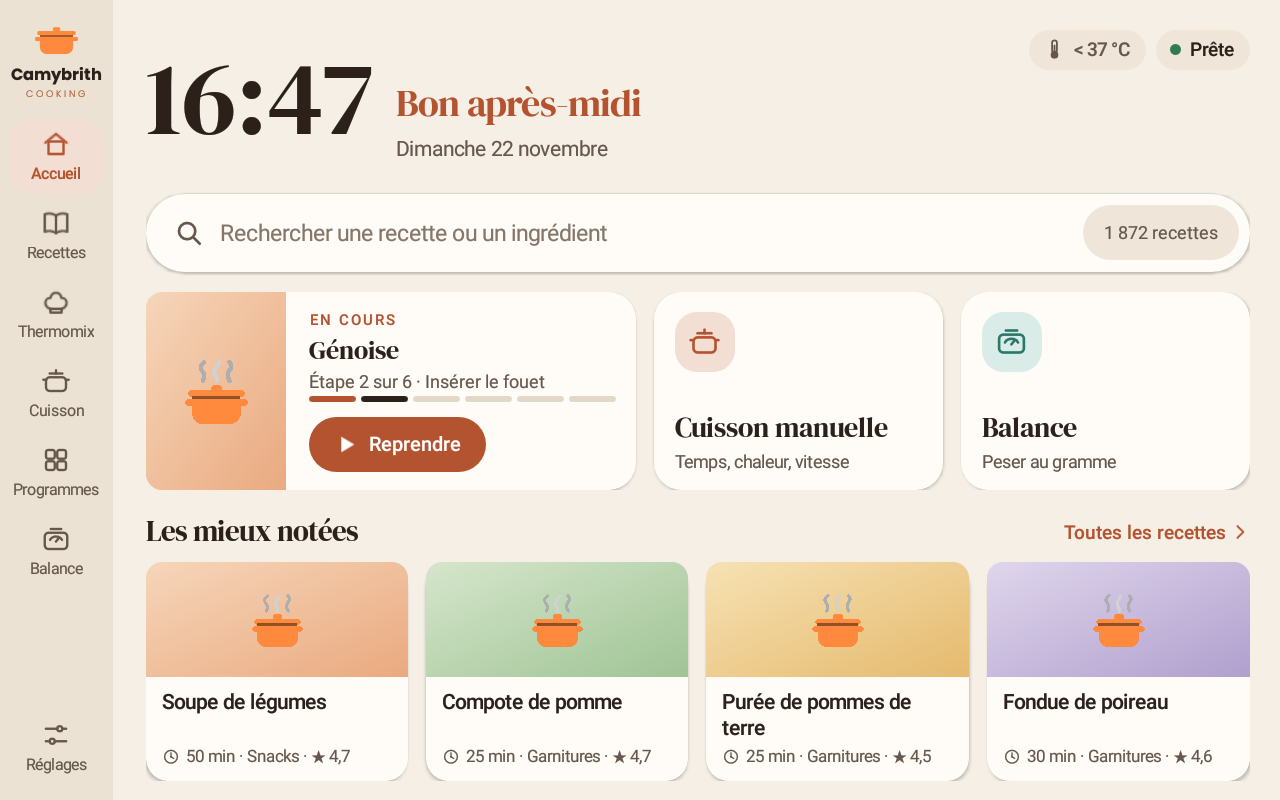 Camybrith
COOKING
Accueil
Recettes
Thermomix
Cuisson
Programmes
Balance
Réglages
16:47
Bon après-midi
Dimanche 22 novembre
< 37 °C
Prête
Rechercher une recette ou un ingrédient
1 872 recettes
EN COURS
Génoise
Étape 2 sur 6 · Insérer le fouet
Reprendre
Cuisson manuelle
Temps, chaleur, vitesse
Balance
Peser au gramme
Les mieux notées
Toutes les recettes
Soupe de légumes
50 min · Snacks · ★ 4,7
Compote de pomme
25 min · Garnitures · ★ 4,7
Purée de pommes de
terre
25 min · Garnitures · ★ 4,5
Fondue de poireau
30 min · Garnitures · ★ 4,6